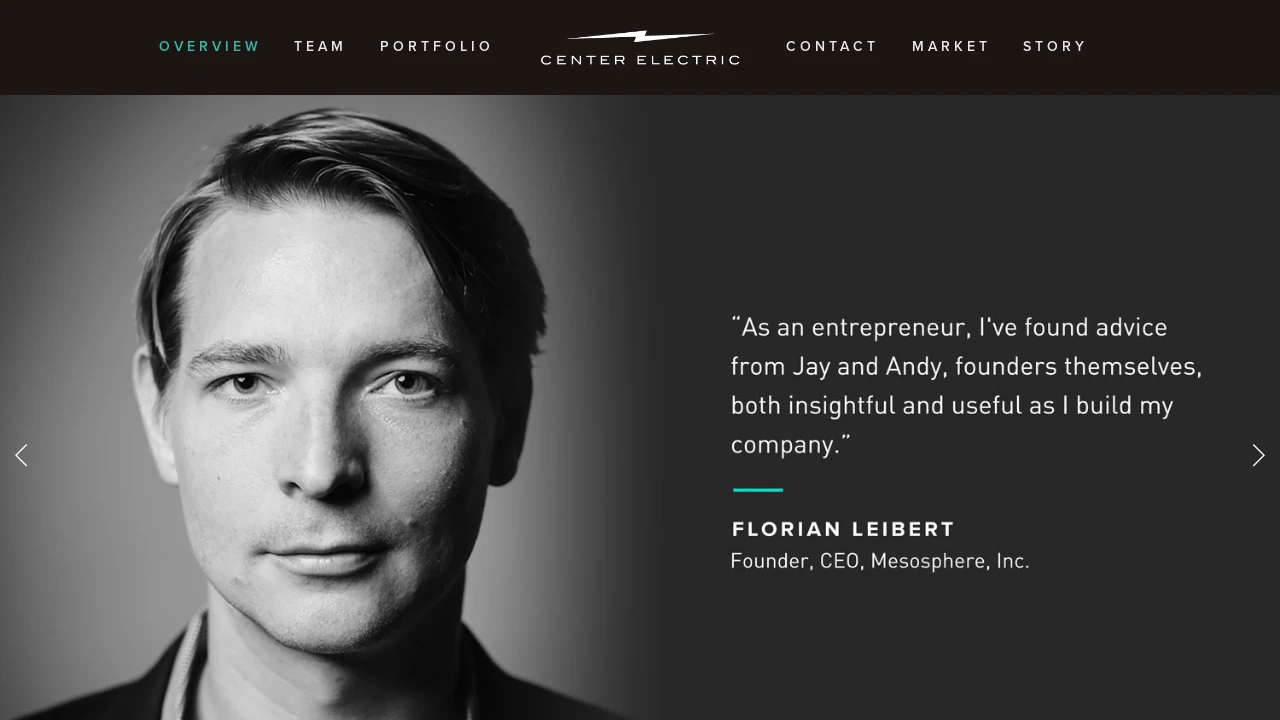 OVERVIEW TEAM PORTFOLIO CENTER ELECTRIC CONTACT MARKET STORY
“As an entrepreneur, I've found advice
from Jay and Andy, founders themselves,
both insightful and useful as I build my
company.”
FLORIAN LEIBERT
Founder, CEO, Mesosphere, Inc.